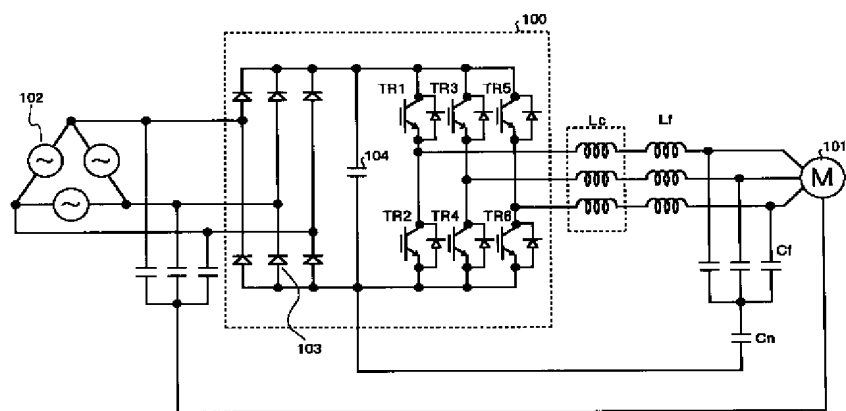 100
102
TR1 TR3 TR5
Lc Lf
101
104
M
TR2 TR4 TR6
Cf
103
Cn